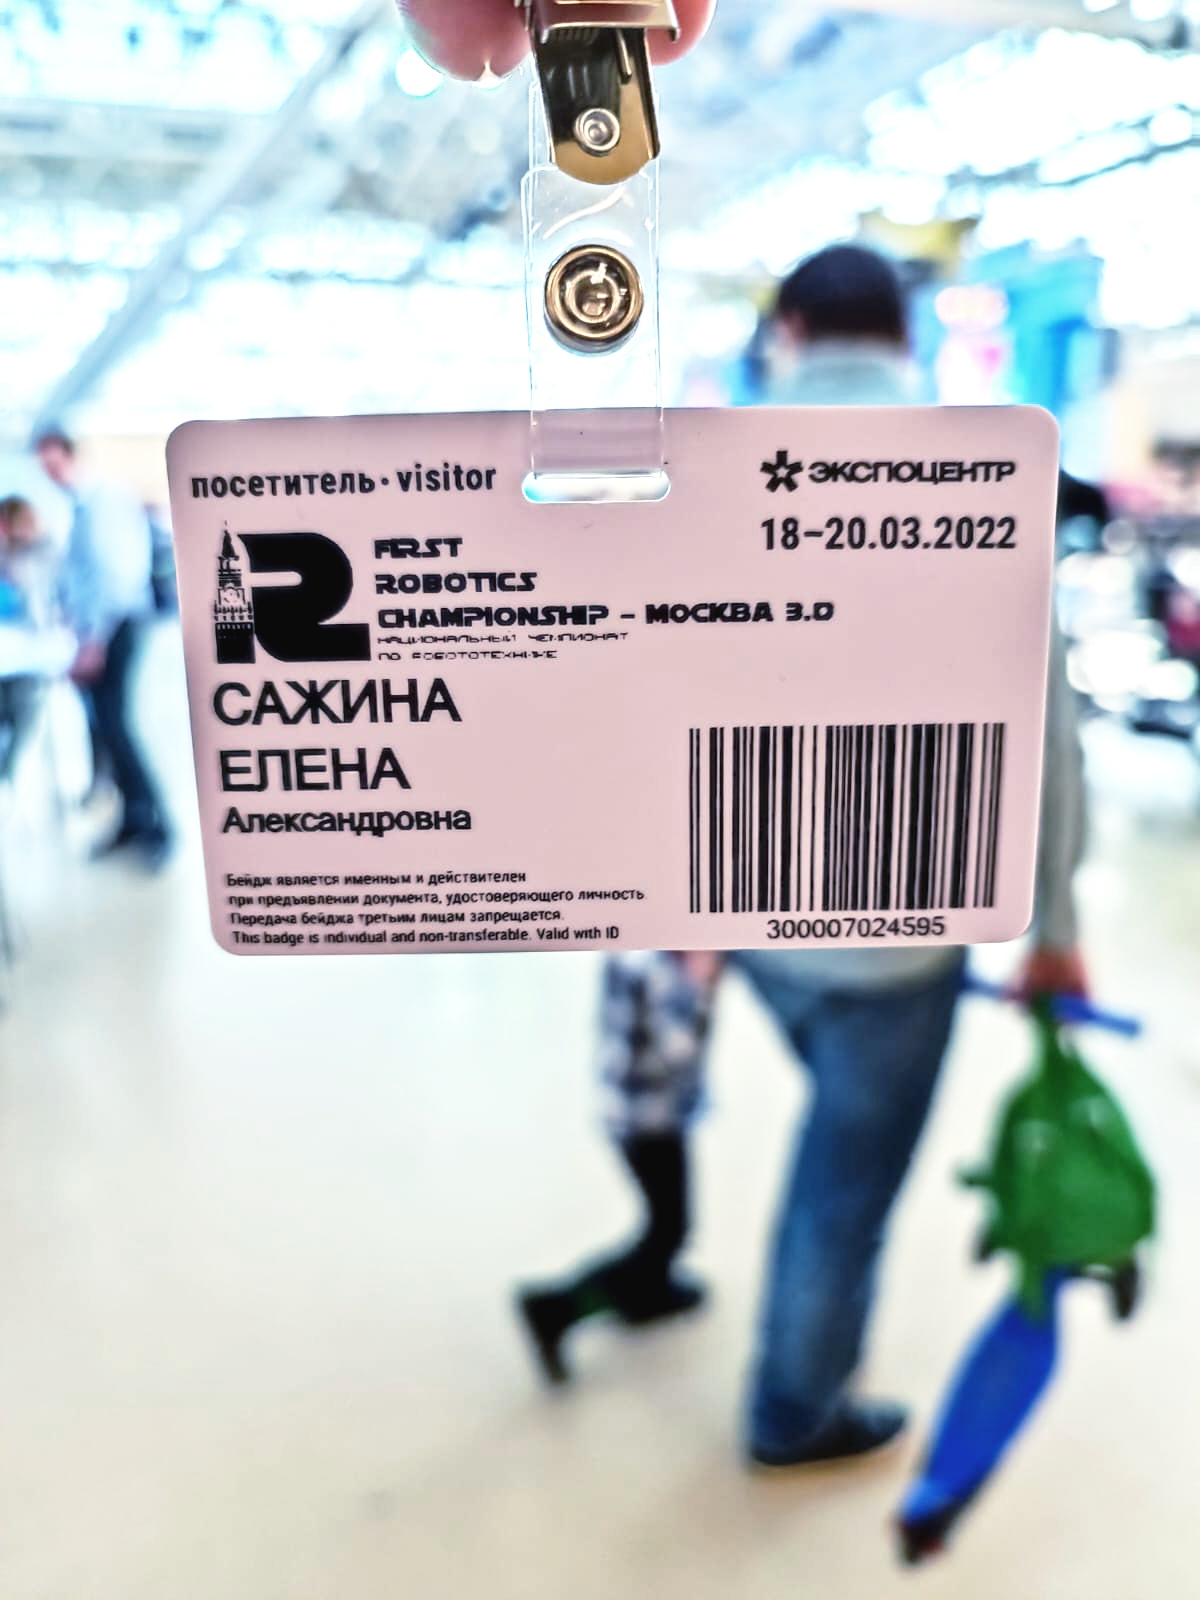 посетитель • visitor
ЭКСПОЦЕНТР
18–20.03.2022
FIRST
ROBOTICS
CHAMPIONSHIP – МОСКВА 3.0
НАЦИОНАЛЬНЫЙ ЧЕМПИОНАТ
ПО РОБОТОТЕХНИКЕ
САЖИНА
ЕЛЕНА
Александровна
Бейдж является именным и действителен
при предъявлении документа, удостоверяющего личность.
Передача бейджа третьим лицам запрещается.
This badge is individual and non-transferable. Valid with ID
300007024595